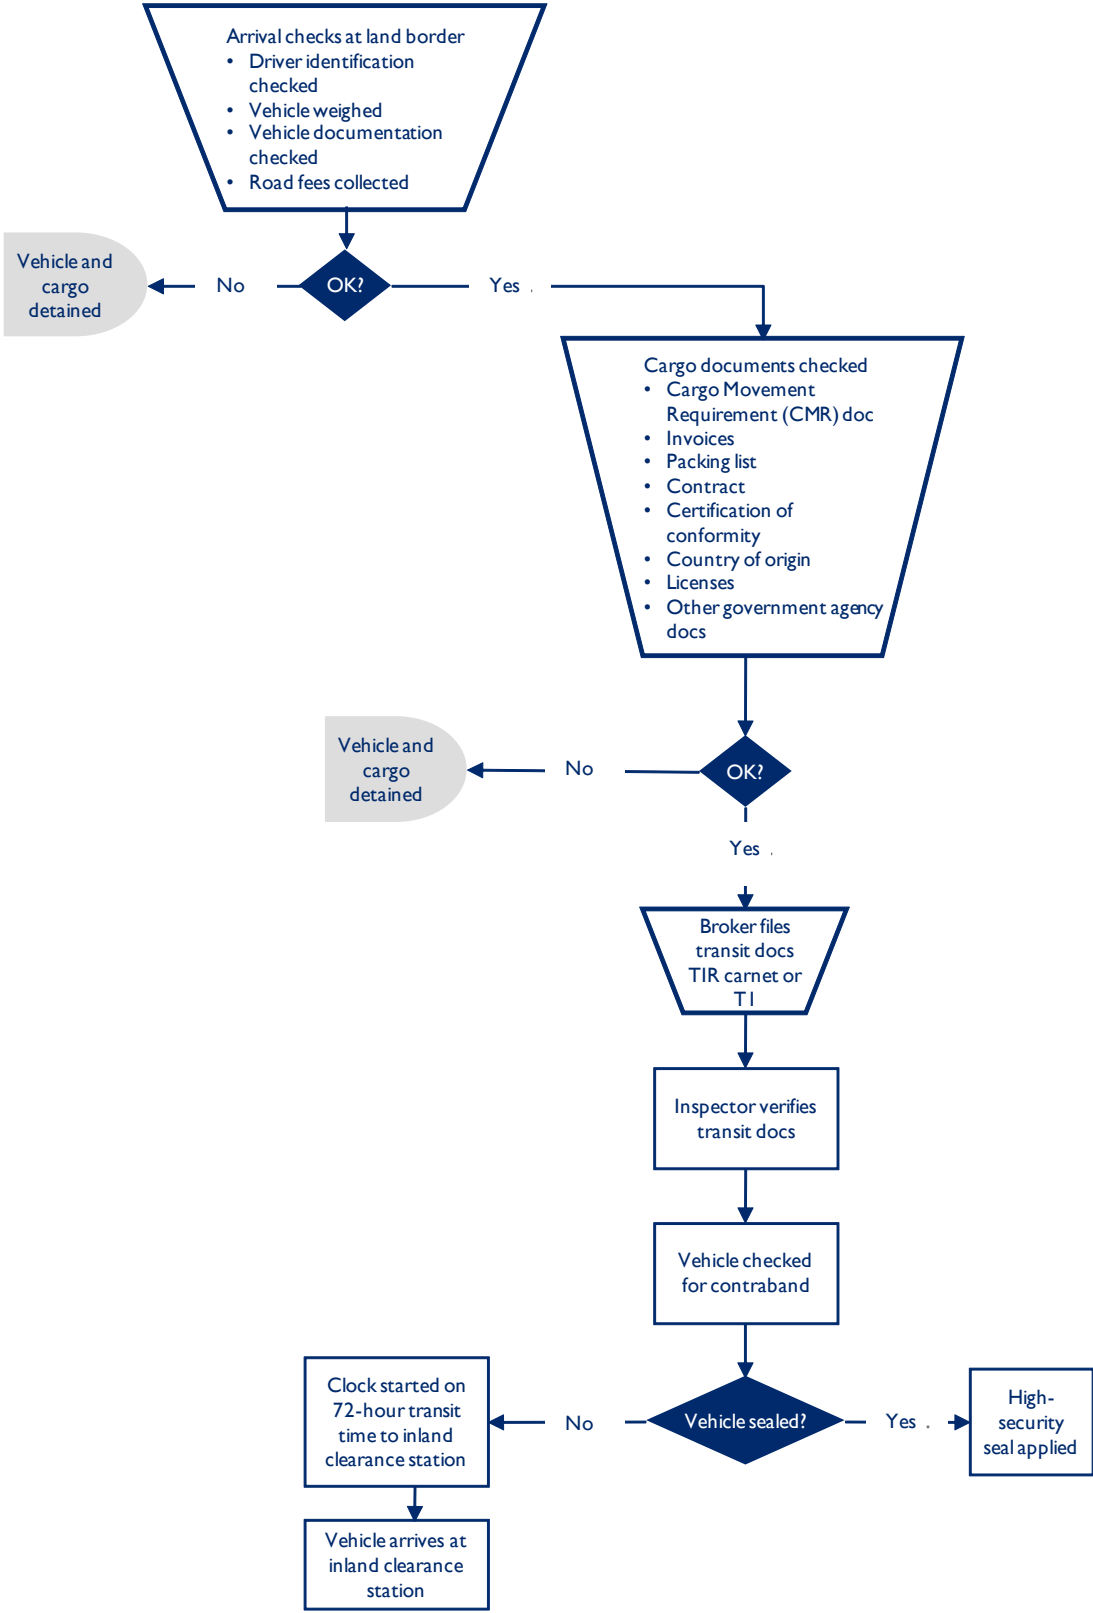 Arrival checks at land border
• Driver identification
checked
• Vehicle weighed
• Vehicle documentation
checked
• Road fees collected
Vehicle and
cargo
detained
No
OK?
Yes .
Cargo documents checked
• Cargo Movement
Requirement (CMR) doc
• Invoices
• Packing list
• Contract
• Certification of
conformity
• Country of origin
• Licenses
• Other government agency
docs
Vehicle and
cargo
detained
No
OK?
Yes .
Broker files
transit docs
TIR carnet or
T1
Inspector verifies
transit docs
Vehicle checked
for contraband
Clock started on
72-hour transit
time to inland
clearance station
No
Vehicle sealed?
Yes .
High-
security
seal applied
Vehicle arrives at
inland clearance
station